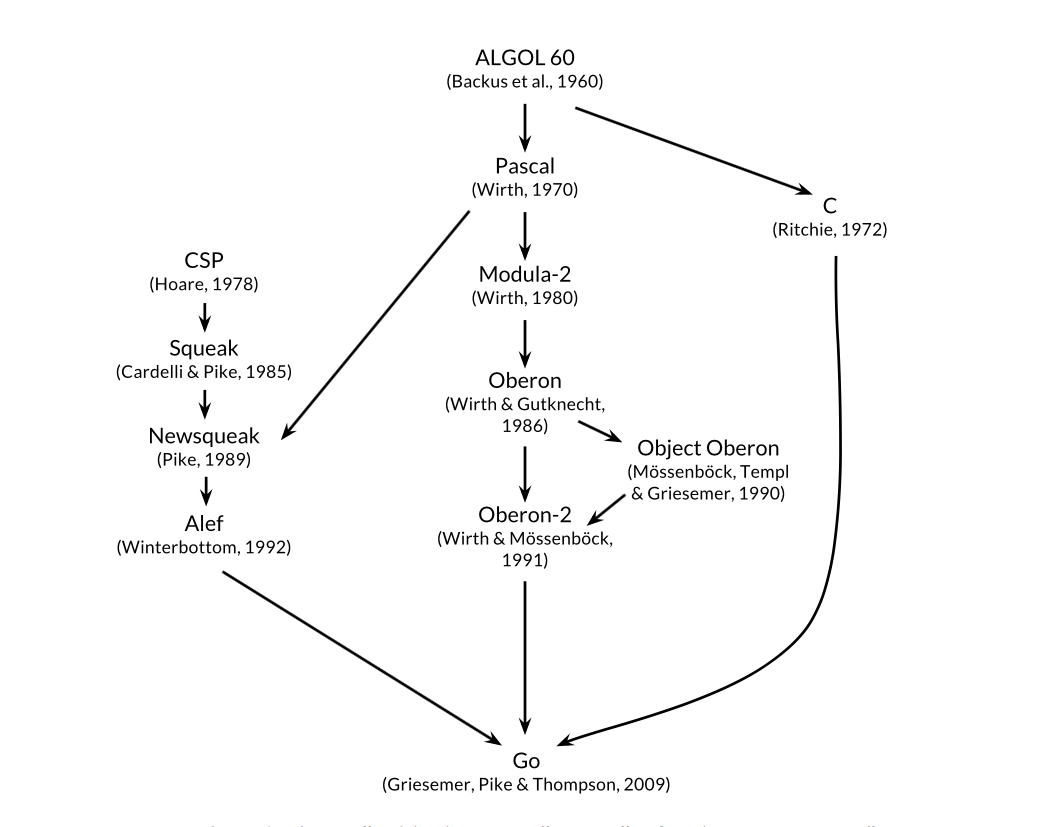 ALGOL 60
(Backus et al., 1960)
Pascal
(Wirth, 1970)
C
(Ritchie, 1972)
CSP
(Hoare, 1978)
Modula-2
(Wirth, 1980)
Squeak
(Cardelli & Pike, 1985)
Oberon
(Wirth & Gutknecht,
1986)
Newsqueak
(Pike, 1989)
Object Oberon
(Mössenböck, Templ
& Griesemer, 1990)
Alef
(Winterbottom, 1992)
Oberon-2
(Wirth & Mössenböck,
1991)
Go
(Griesemer, Pike & Thompson, 2009)